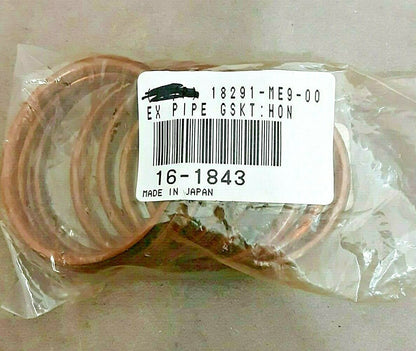 18291-ME9-00
EX PIPE GSKT:HON
16-1843
MADE IN JAPAN